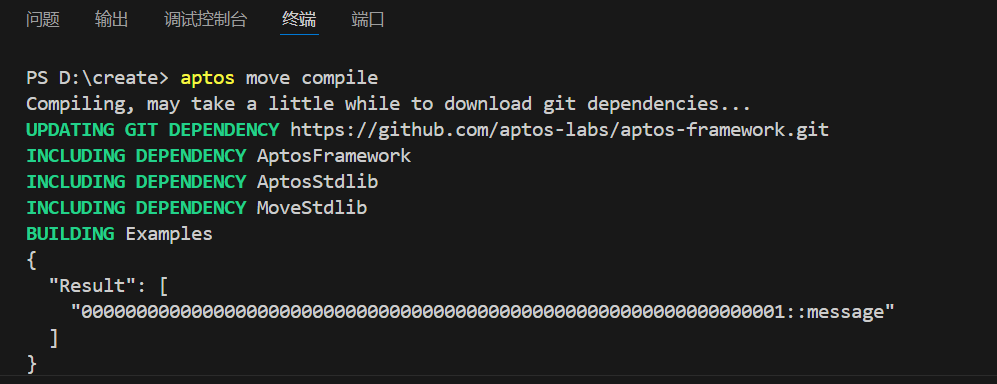 问题 输出 调试控制台 终端 端口
PS D:\create> aptos move compile
Compiling, may take a little while to download git dependencies...
UPDATING GIT DEPENDENCY https://github.com/aptos-labs/aptos-framework.git
INCLUDING DEPENDENCY AptosFramework
INCLUDING DEPENDENCY AptosStdlib
INCLUDING DEPENDENCY MoveStdlib
BUILDING Examples
{
  "Result": [
    "0000000000000000000000000000000000000000000000000000000000000001::message"
  ]
}